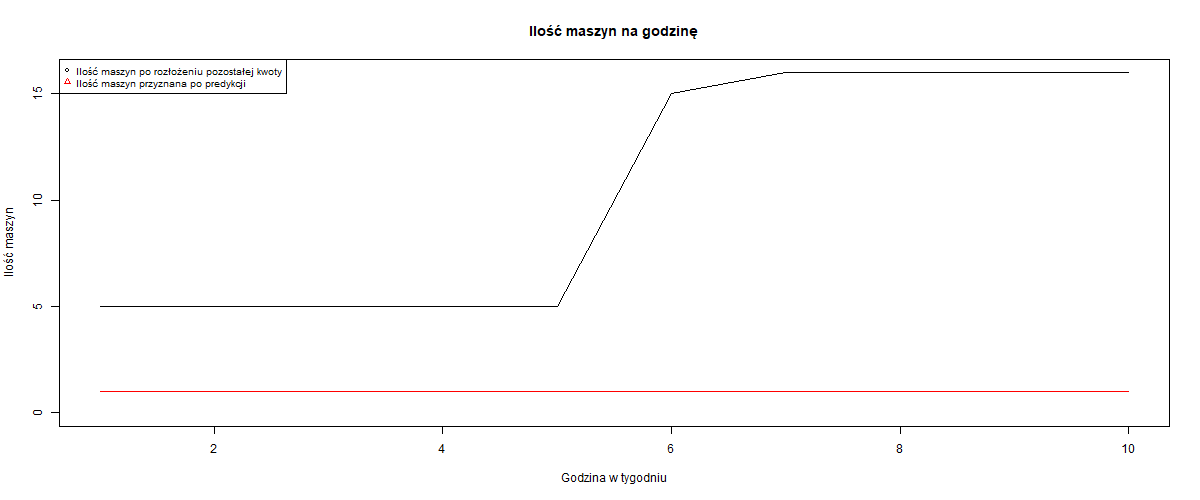 Ilość maszyn na godzinę
Ilość maszyn po rozłożeniu pozostałej kwoty
Ilość maszyn przyznana po predykcji
Ilość maszyn
15
10
5
0
2
4
6
8
10
Godzina w tygodniu